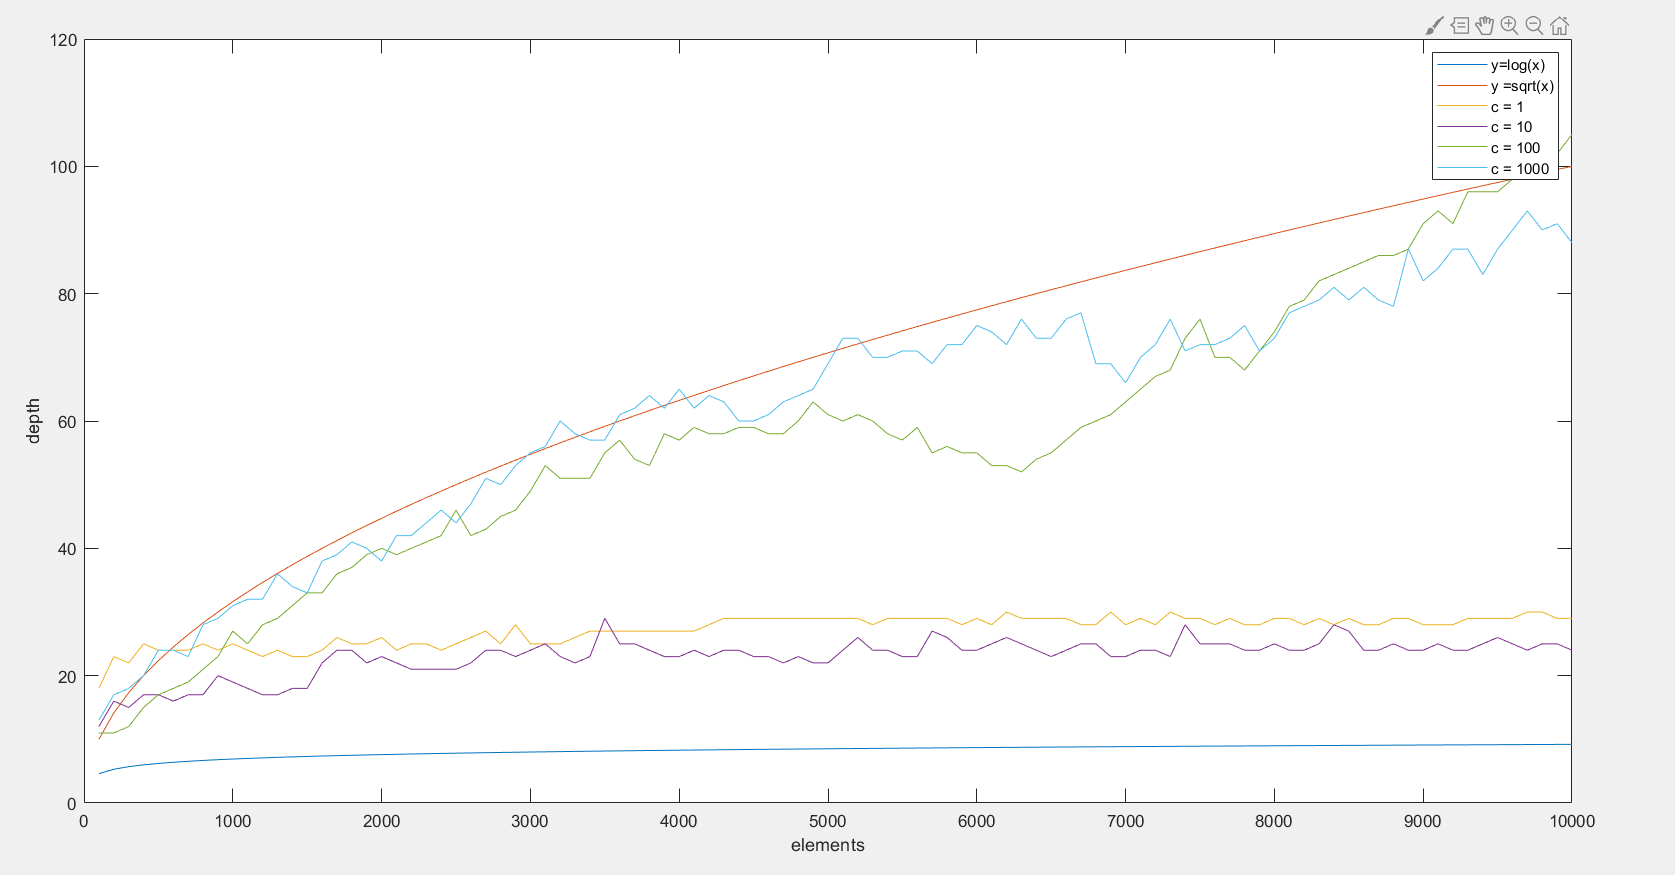 120
100
80
60
40
20
0
depth
0 1000 2000 3000 4000 5000 6000 7000 8000 9000 10000
elements
y=log(x)
y =sqrt(x)
c = 1
c = 10
c = 100
c = 1000